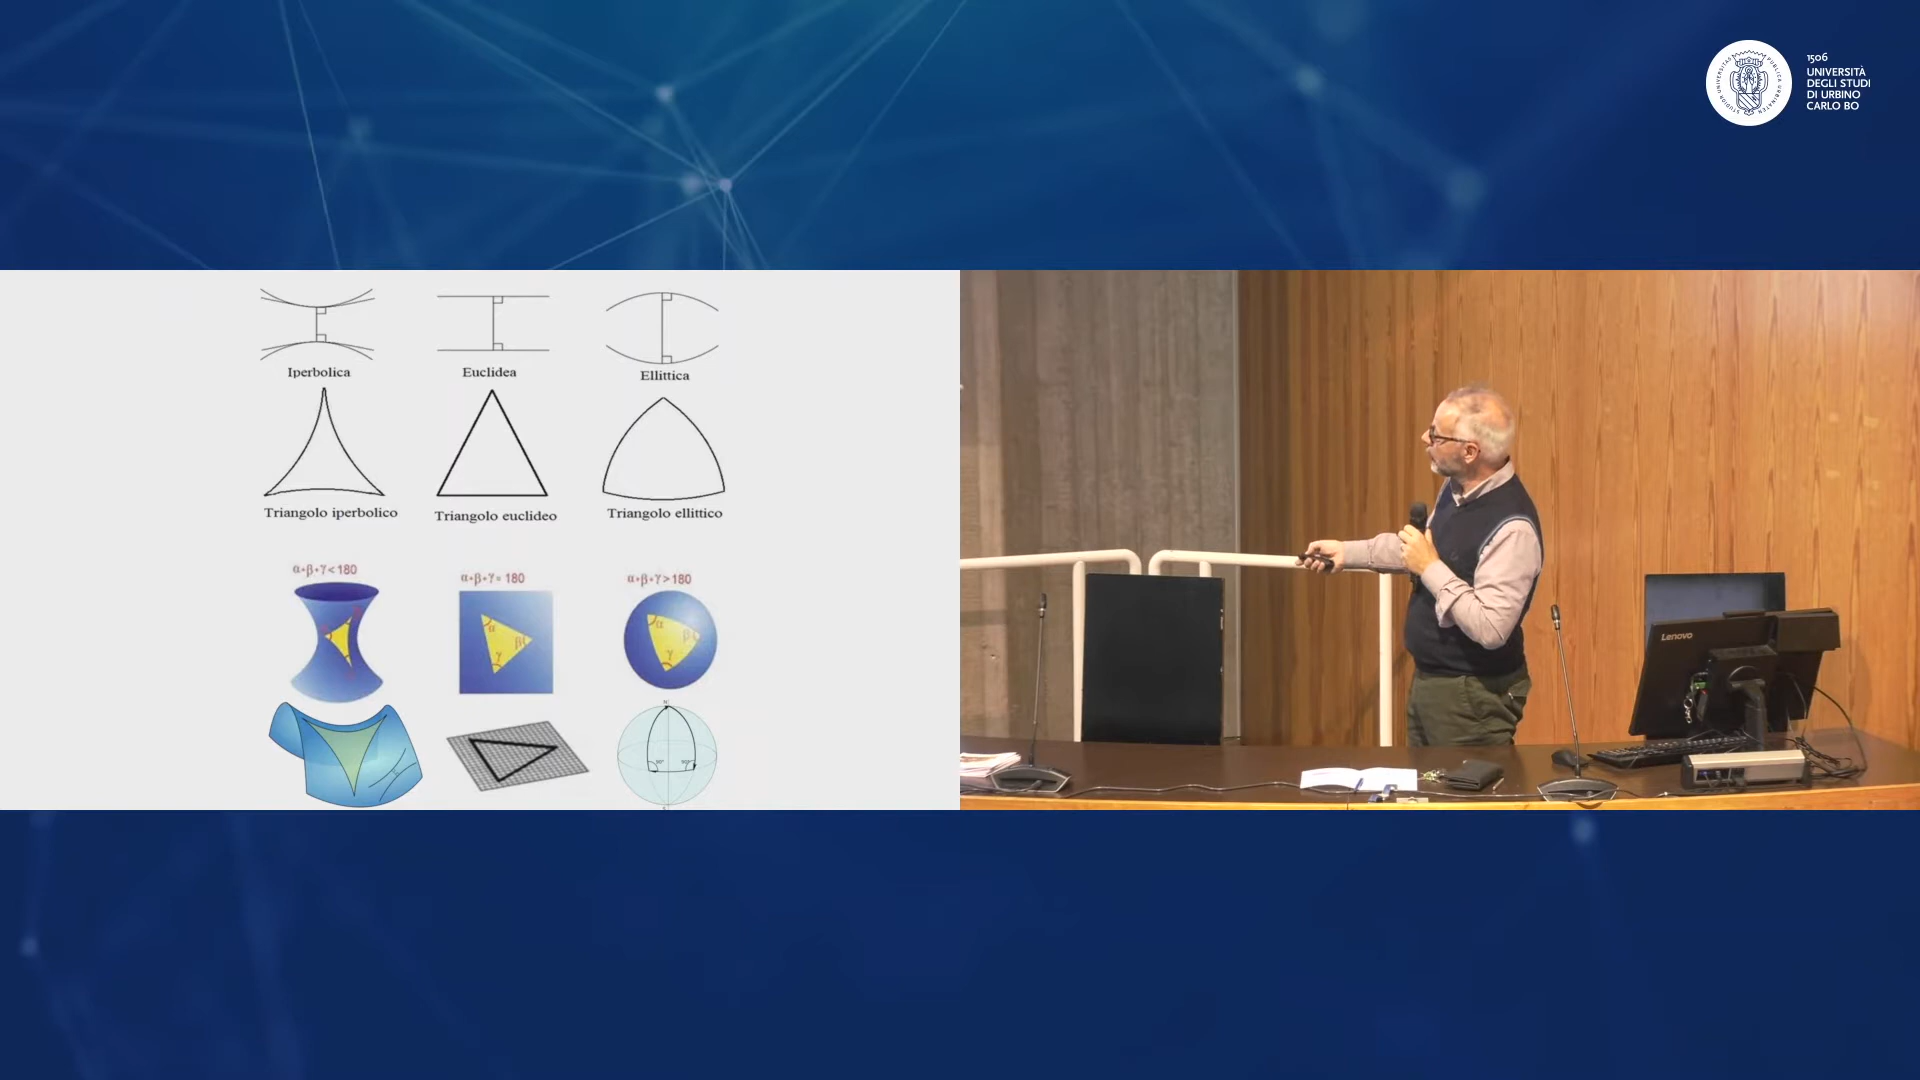 1506
UNIVERSITÀ
DEGLI STUDI
DI URBINO
CARLO BO
Iperbolica
Euclidea
Ellittica
Triangolo iperbolico
Triangolo euclideo
Triangolo ellittico
α+β+γ<180
α+β+γ= 180
α+β+γ>180
α
β
γ
α
β
γ
Lenovo